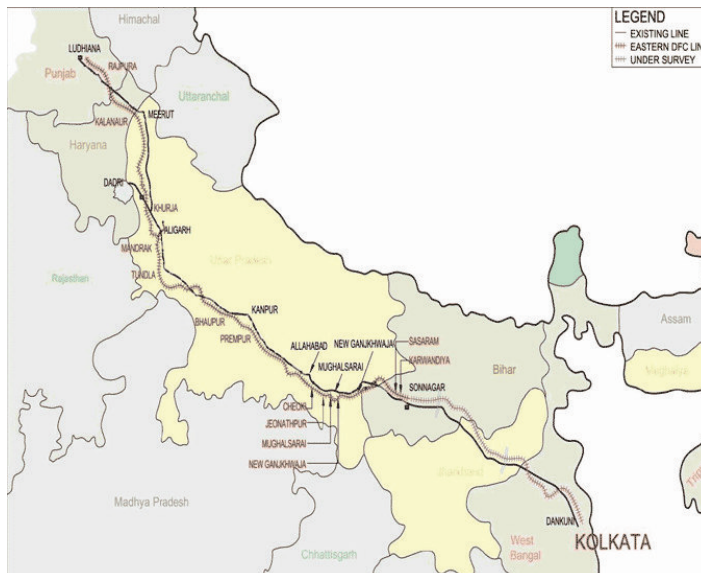 LEGEND
EXISTING LINE
EASTERN DFC LIN
UNDER SURVEY
Himachal
LUDHIANA
RAJPURA
Punjab
Uttaranchal
KALANAUR
MEERUT
Haryana
DADRI
KHURJA
ALIGARH
MANDRAK
Uttar Pradesh
Rajasthan
TUNDLA
KANPUR
BHAUPUR
PREMPUR
ALLAHABAD
NEW GANJKHWAJA
SASARAM
KARWANDIYA
MUGHALSARAI
Assam
Bihar
SONNAGAR
CHECKI
JEONATHPUR
MUGHALSARAI
NEW GANJKHWAJA
Jharkhand
Madhya Pradesh
DANKUNI
KOLKATA
West
Bangal
Chhattisgarh